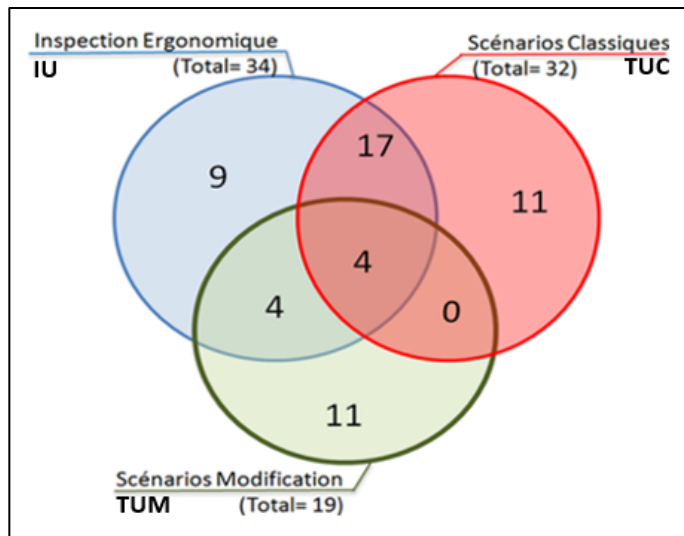 Inspection Ergonomique
IU (Total= 34)
Scénarios Classiques
(Total= 32) TUC
9
17
11
4
4
0
11
Scénarios Modification
TUM (Total= 19)